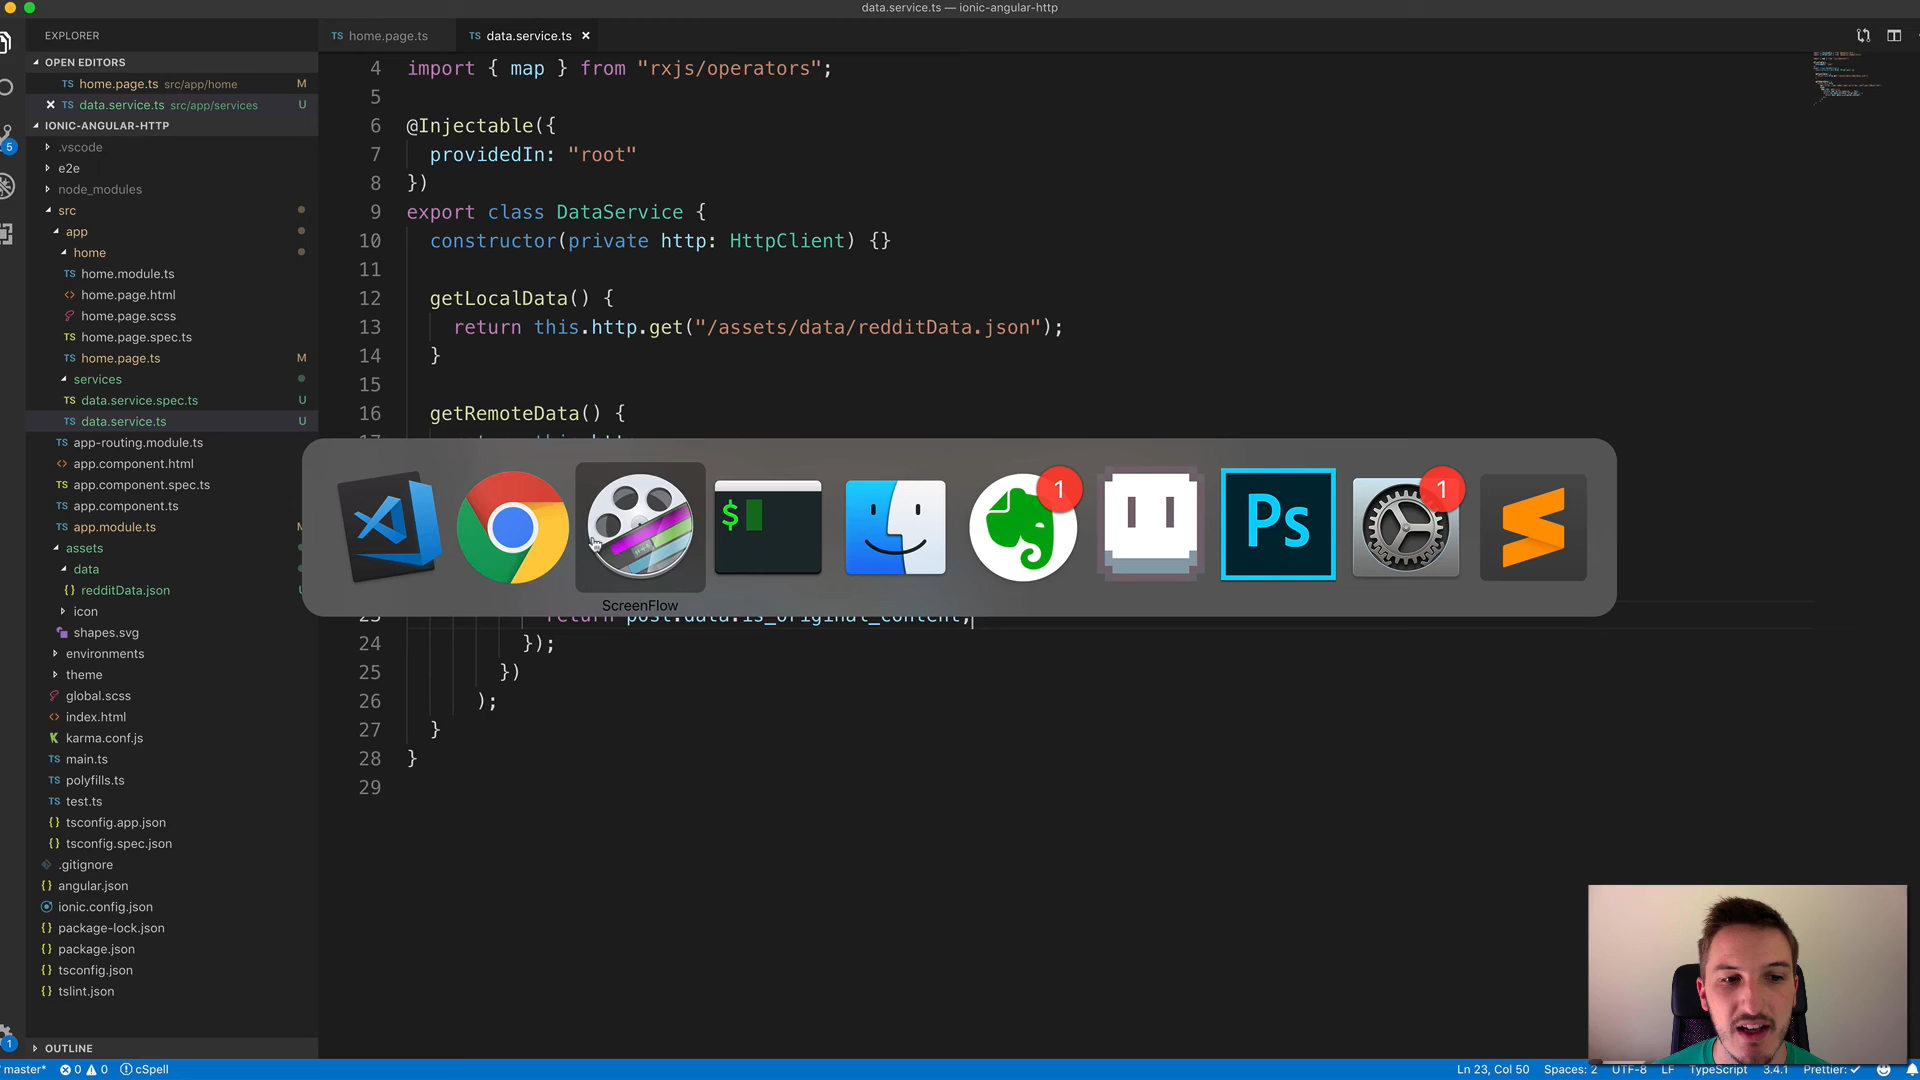 data.service.ts — ionic-angular-http
EXPLORER
OPEN EDITORS
TS home.page.ts src/app/home M
× TS data.service.ts src/app/services U
IONIC-ANGULAR-HTTP
.vscode
e2e
node_modules
src
app
home
TS home.module.ts
<> home.page.html
home.page.scss
TS home.page.spec.ts
TS home.page.ts M
services
TS data.service.spec.ts U
TS data.service.ts U
TS app-routing.module.ts
<> app.component.html
TS app.component.spec.ts
TS app.component.ts
TS app.module.ts
assets
data
{} redditData.json
icon
shapes.svg
environments
theme
global.scss
<> index.html
karma.conf.js
TS main.ts
TS polyfills.ts
TS test.ts
{} tsconfig.app.json
{} tsconfig.spec.json
.gitignore
{} angular.json
ionic.config.json
{} package-lock.json
{} package.json
{} tsconfig.json
{} tslint.json
OUTLINE
5
1
TS home.page.ts
TS data.service.ts ×
4 import { map } from "rxjs/operators";
5
6 @Injectable({
7 providedIn: "root"
8 })
9 export class DataService {
10 constructor(private http: HttpClient) {}
11
12 getLocalData() {
13 return this.http.get("/assets/data/redditData.json");
14 }
15
16 getRemoteData() {
$
1
Ps
1
ScreenFlow
23 return post.data.is_original_content;
24 });
25 })
26 );
27 }
28 }
29
master* 0 0 cSpell
Ln 23, Col 50 Spaces: 2 UTF-8 LF TypeScript 3.4.1 Prettier: ✓